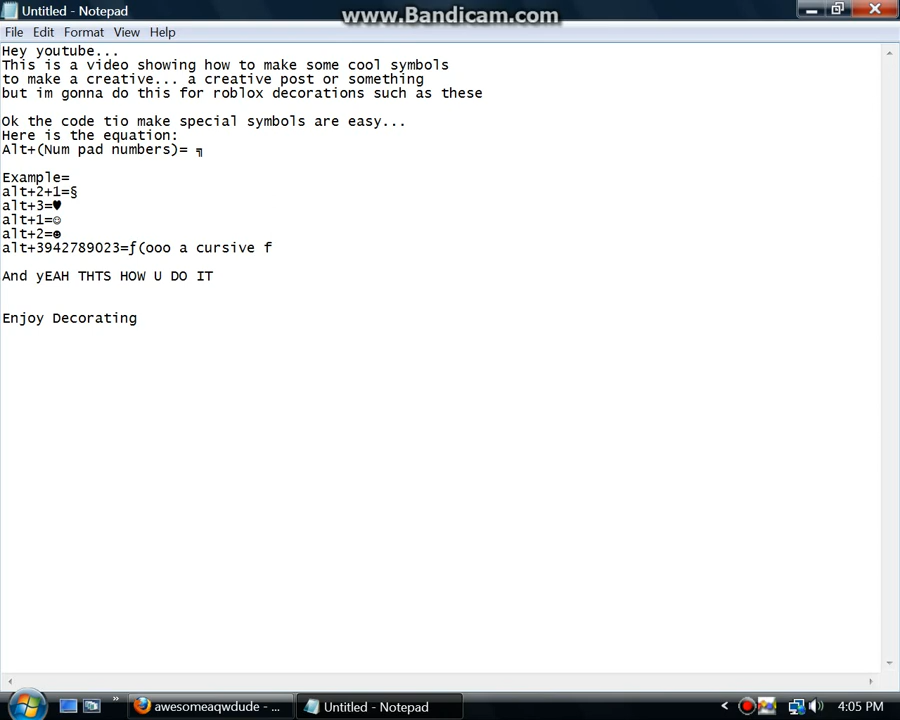 Untitled - Notepad
www.Bandicam.com
File Edit Format View Help
Hey youtube...
This is a video showing how to make some cool symbols
to make a creative... a creative post or something
but im gonna do this for roblox decorations such as these
Ok the code tio make special symbols are easy...
Here is the equation:
Alt+(Num pad numbers)= ╗
Example=
alt+2+1=§
alt+3=♥
alt+1=☺
alt+2=☻
alt+3942789023=ƒ(ooo a cursive f
And yEAH THTS HOW U DO IT
Enjoy Decorating
awesomeaqwdude - ...
Untitled - Notepad
4:05 PM